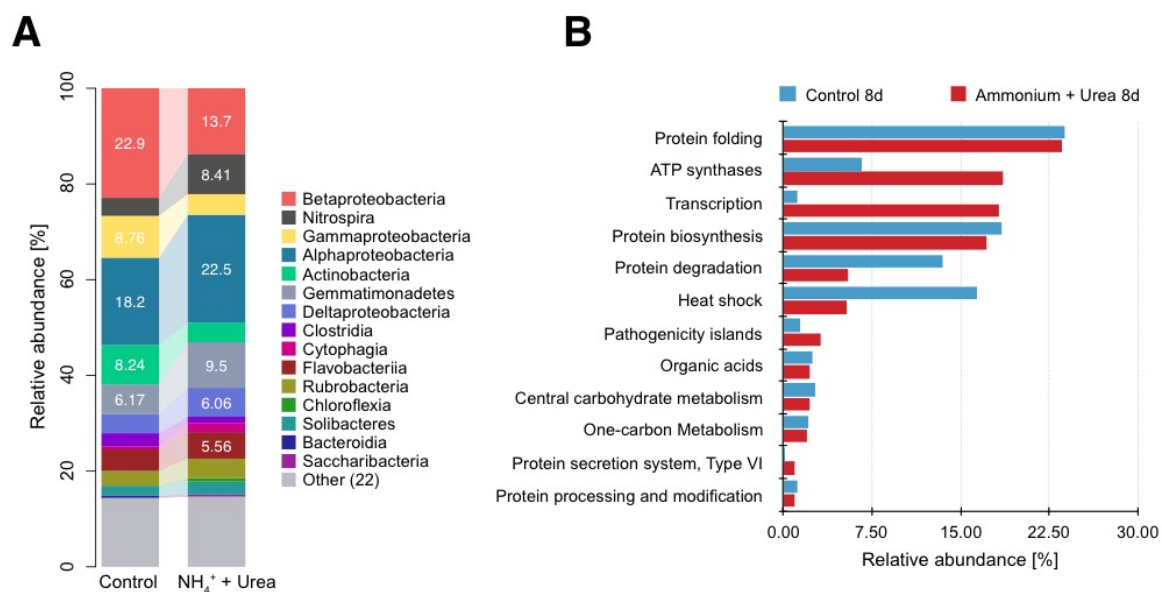 A
Relative abundance [%]
100
80
60
40
20
0
22.9
8.76
18.2
8.24
6.17
13.7
8.41
22.5
9.5
6.06
5.56
Control
NH₄⁺ + Urea
Betaproteobacteria
Nitrospira
Gammaproteobacteria
Alphaproteobacteria
Actinobacteria
Gemmatimonadetes
Deltaproteobacteria
Clostridia
Cytophagia
Flavobacteriia
Rubrobacteria
Chloroflexia
Solibacteres
Bacteroidia
Saccharibacteria
Other (22)
B
Control 8d
Ammonium + Urea 8d
Protein folding
ATP synthases
Transcription
Protein biosynthesis
Protein degradation
Heat shock
Pathogenicity islands
Organic acids
Central carbohydrate metabolism
One-carbon Metabolism
Protein secretion system, Type VI
Protein processing and modification
0.00 7.50 15.00 22.50 30.00
Relative abundance [%]